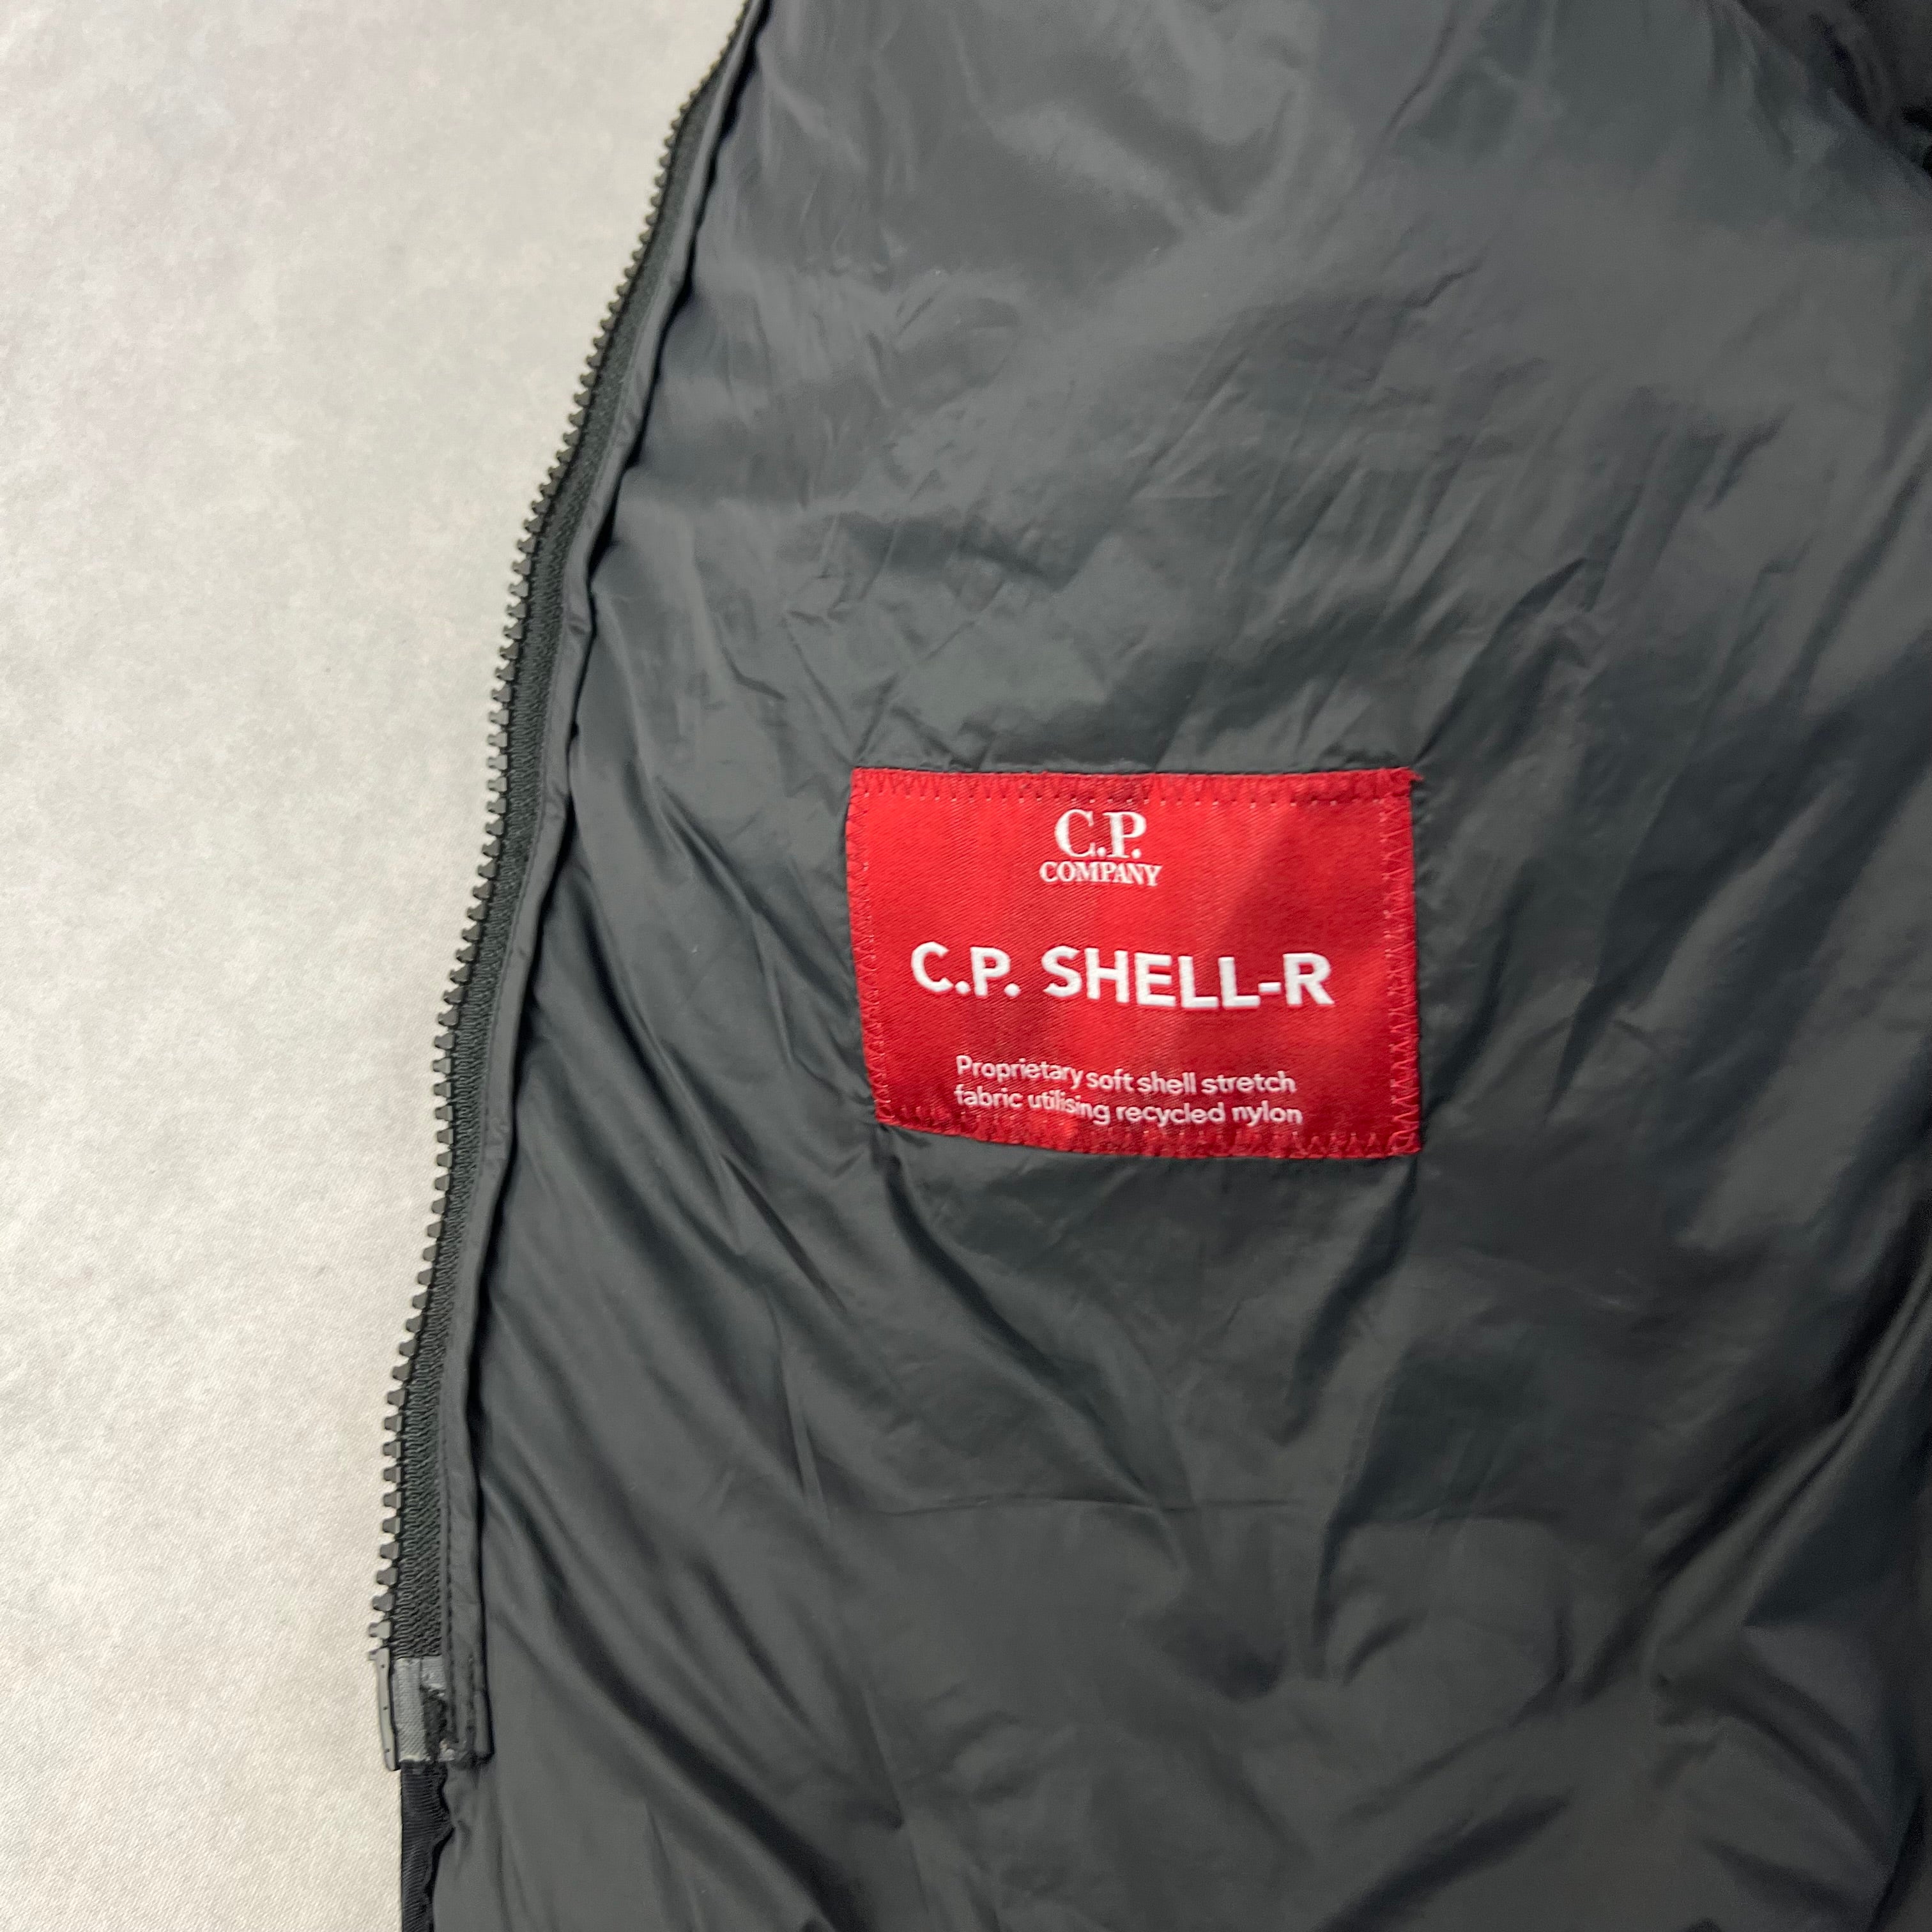 C.P.
COMPANY
C.P. SHELL-R
Proprietary soft shell stretch
fabric utilising recycled nylon